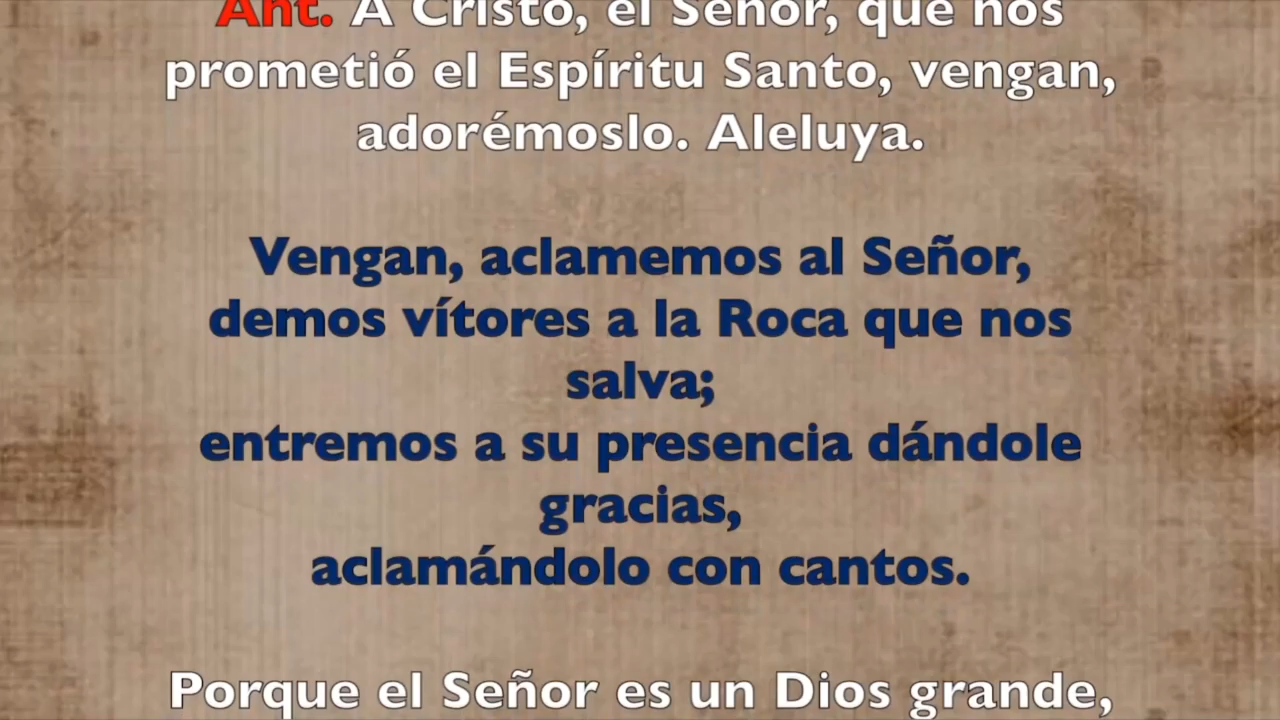 Ant. A Cristo, el Señor, que nos
prometió el Espíritu Santo, vengan,
adorémoslo. Aleluya.
Vengan, aclamemos al Señor,
demos vítores a la Roca que nos
salva;
entremos a su presencia dándole
gracias,
aclamándolo con cantos.
Porque el Señor es un Dios grande,